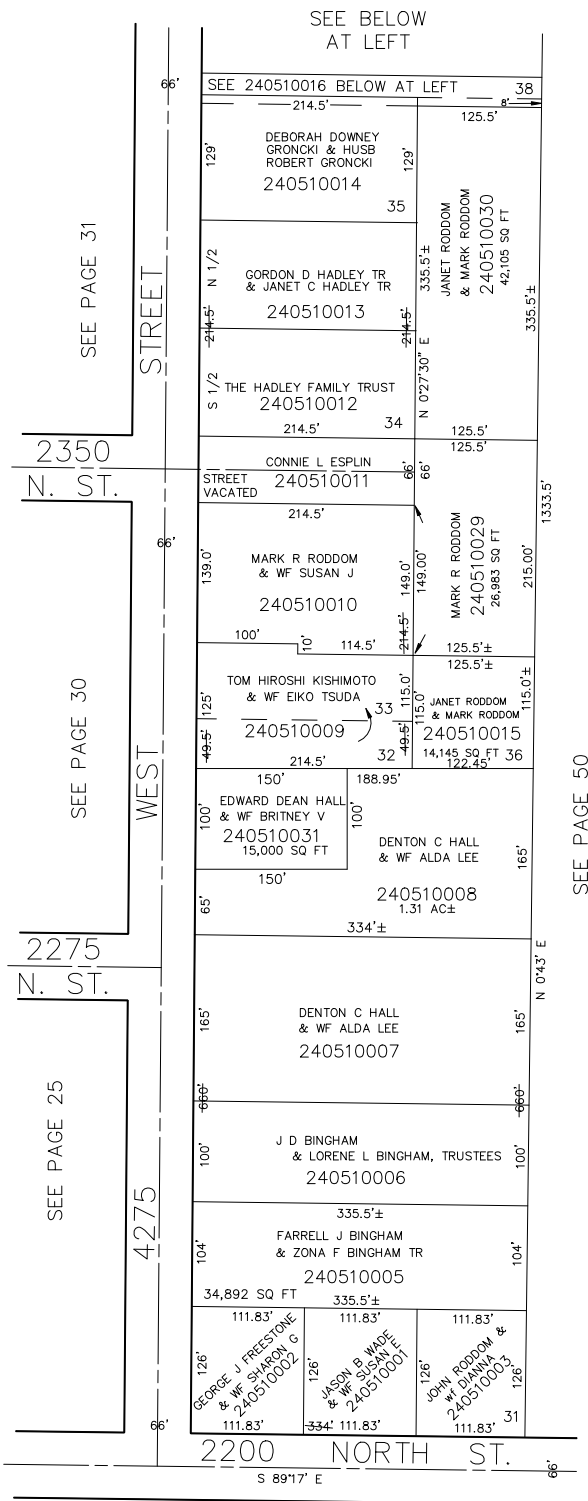 SEE BELOW
AT LEFT
66'
SEE 240510016 BELOW AT LEFT 38
214.5'
8'
125.5'
DEBORAH DOWNEY
GRONCKI & HUSB
ROBERT GRONCKI
240510014
129'
129'
35
JANET RODDOM
& MARK RODDOM
240510030
42,105 SQ FT
335.5'±
335.5'±
SEE PAGE 31
N 1/2
GORDON D HADLEY TR
& JANET C HADLEY TR
240510013
214.5'
214.5'
N 0°27'30" E
S 1/2
THE HADLEY FAMILY TRUST
240510012
214.5'
34
125.5'
125.5'
STREET
2350
N. ST.
CONNIE L ESPLIN
240510011
STREET
VACATED
66'
66'
214.5'
1333.5'
66'
139.0'
MARK R RODDOM
& WF SUSAN J
240510010
149.0'
149.00'
214.5'
MARK R RODDOM
240510029
26,983 SQ FT
215.00'
100'
10'
114.5'
125.5'±
125.5'±
TOM HIROSHI KISHIMOTO
& WF EIKO TSUDA
240510009
125'
49.5'
33
32
115.0'
49.5'
115.0'
214.5'
JANET RODDOM
& MARK RODDOM
240510015
14,145 SQ FT 36
122.45'
115.0'±
SEE PAGE 30
WEST
SEE PAGE 50
150'
188.95'
EDWARD DEAN HALL
& WF BRITNEY V
240510031
15,000 SQ FT
100'
100'
150'
DENTON C HALL
& WF ALDA LEE
240510008
1.31 AC±
165'
65'
334'±
2275
N. ST.
N 0°43' E
DENTON C HALL
& WF ALDA LEE
240510007
165'
165'
660'
660'
J D BINGHAM
& LORENE L BINGHAM, TRUSTEES
240510006
100'
100'
335.5'±
SEE PAGE 25
4275
FARRELL J BINGHAM
& ZONA F BINGHAM TR
240510005
104'
104'
34,892 SQ FT
335.5'±
111.83'
111.83'
111.83'
126'
GEORGE J FREESTONE
& WF SHARON G
240510002
126'
JASON B WADE
& WF SUSAN E
240510001
126'
JOHN RODDOM &
wf DIANNA
240510003
126'
31
111.83'
334'
111.83'
111.83'
66'
2200 NORTH ST.
S 89°17' E
66'